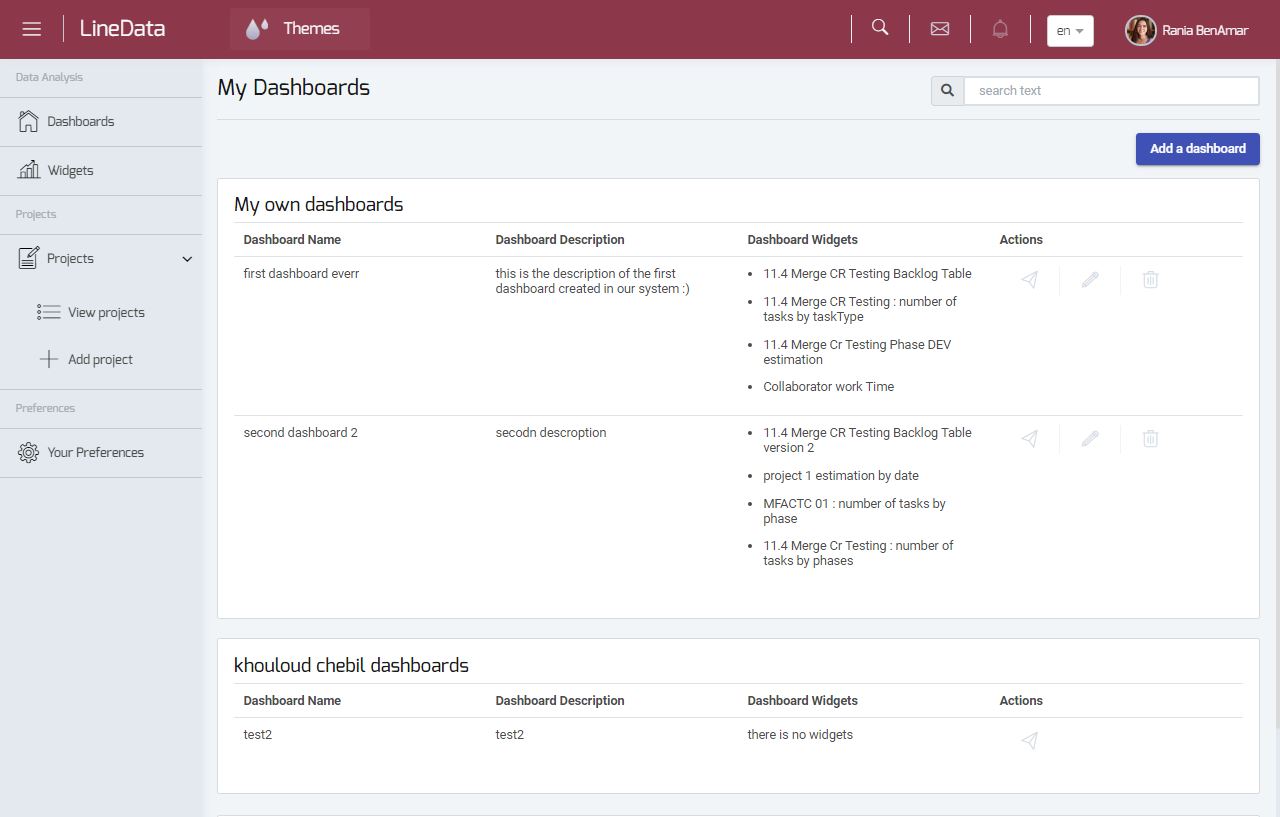 LineData
Themes
en
Rania BenAmar
Data Analysis
Dashboards
Widgets
Projects
Projects
View projects
Add project
Preferences
Your Preferences
My Dashboards
search text
Add a dashboard
My own dashboards
Dashboard Name
Dashboard Description
Dashboard Widgets
Actions
first dashboard everr
this is the description of the first
dashboard created in our system :)
11.4 Merge CR Testing Backlog Table
11.4 Merge CR Testing : number of
tasks by taskType
11.4 Merge Cr Testing Phase DEV
estimation
Collaborator work Time
second dashboard 2
secodn descroption
11.4 Merge CR Testing Backlog Table
version 2
project 1 estimation by date
MFACTC 01 : number of tasks by
phase
11.4 Merge Cr Testing : number of
tasks by phases
khouloud chebil dashboards
Dashboard Name
Dashboard Description
Dashboard Widgets
Actions
test2
test2
there is no widgets